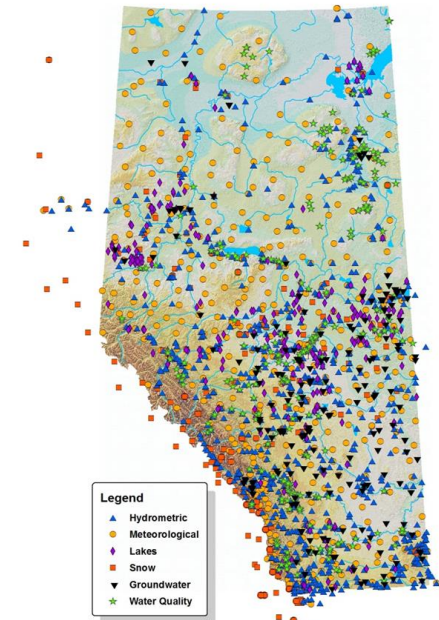 Legend
Hydrometric
Meteorological
Lakes
Snow
Groundwater
Water Quality